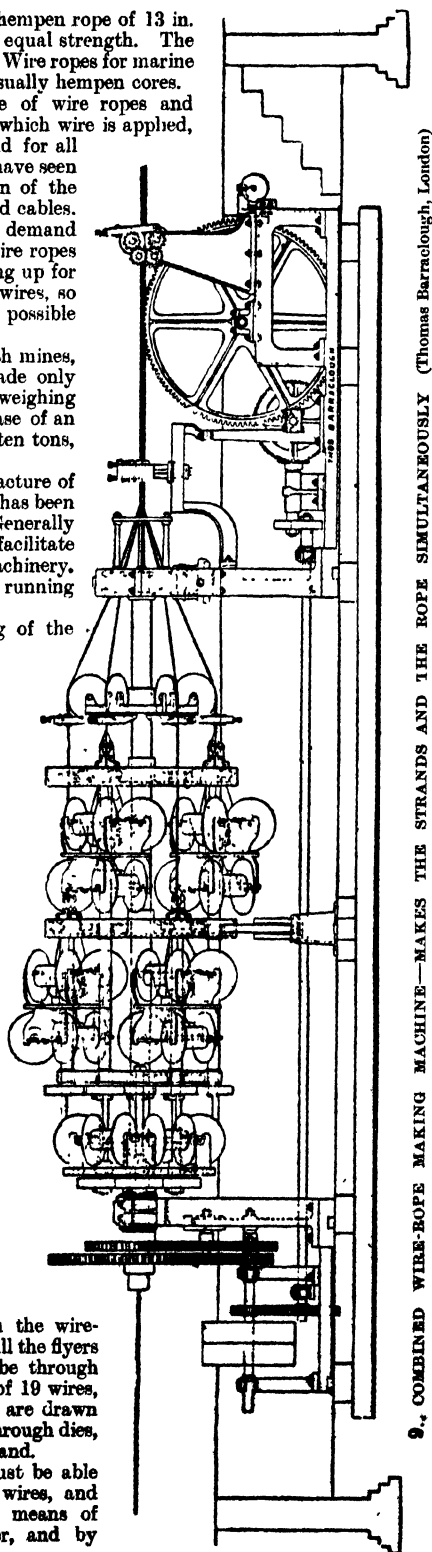 hempen rope of 13 in.
equal strength. The
Wire ropes for marine
sually hempen cores.
e of wire ropes and
which wire is applied,
d for all
have seen
n of the
d cables.
demand
ire ropes
ng up for
wires, so
possible
sh mines,
ade only
weighing
ase of an
ten tons,
acture of
has been
Generally
facilitate
achinery.
running
g of the
THOS BARRACLOUGH
n the wire-
ll the flyers
be through
of 19 wires,
are drawn
hrough dies,
and.
ust be able
wires, and
means of
er, and by
9. COMBINED WIRE-ROPE MAKING MACHINE—MAKES THE STRANDS AND THE ROPE SIMULTANEOUSLY (Thomas Barraclough, London)